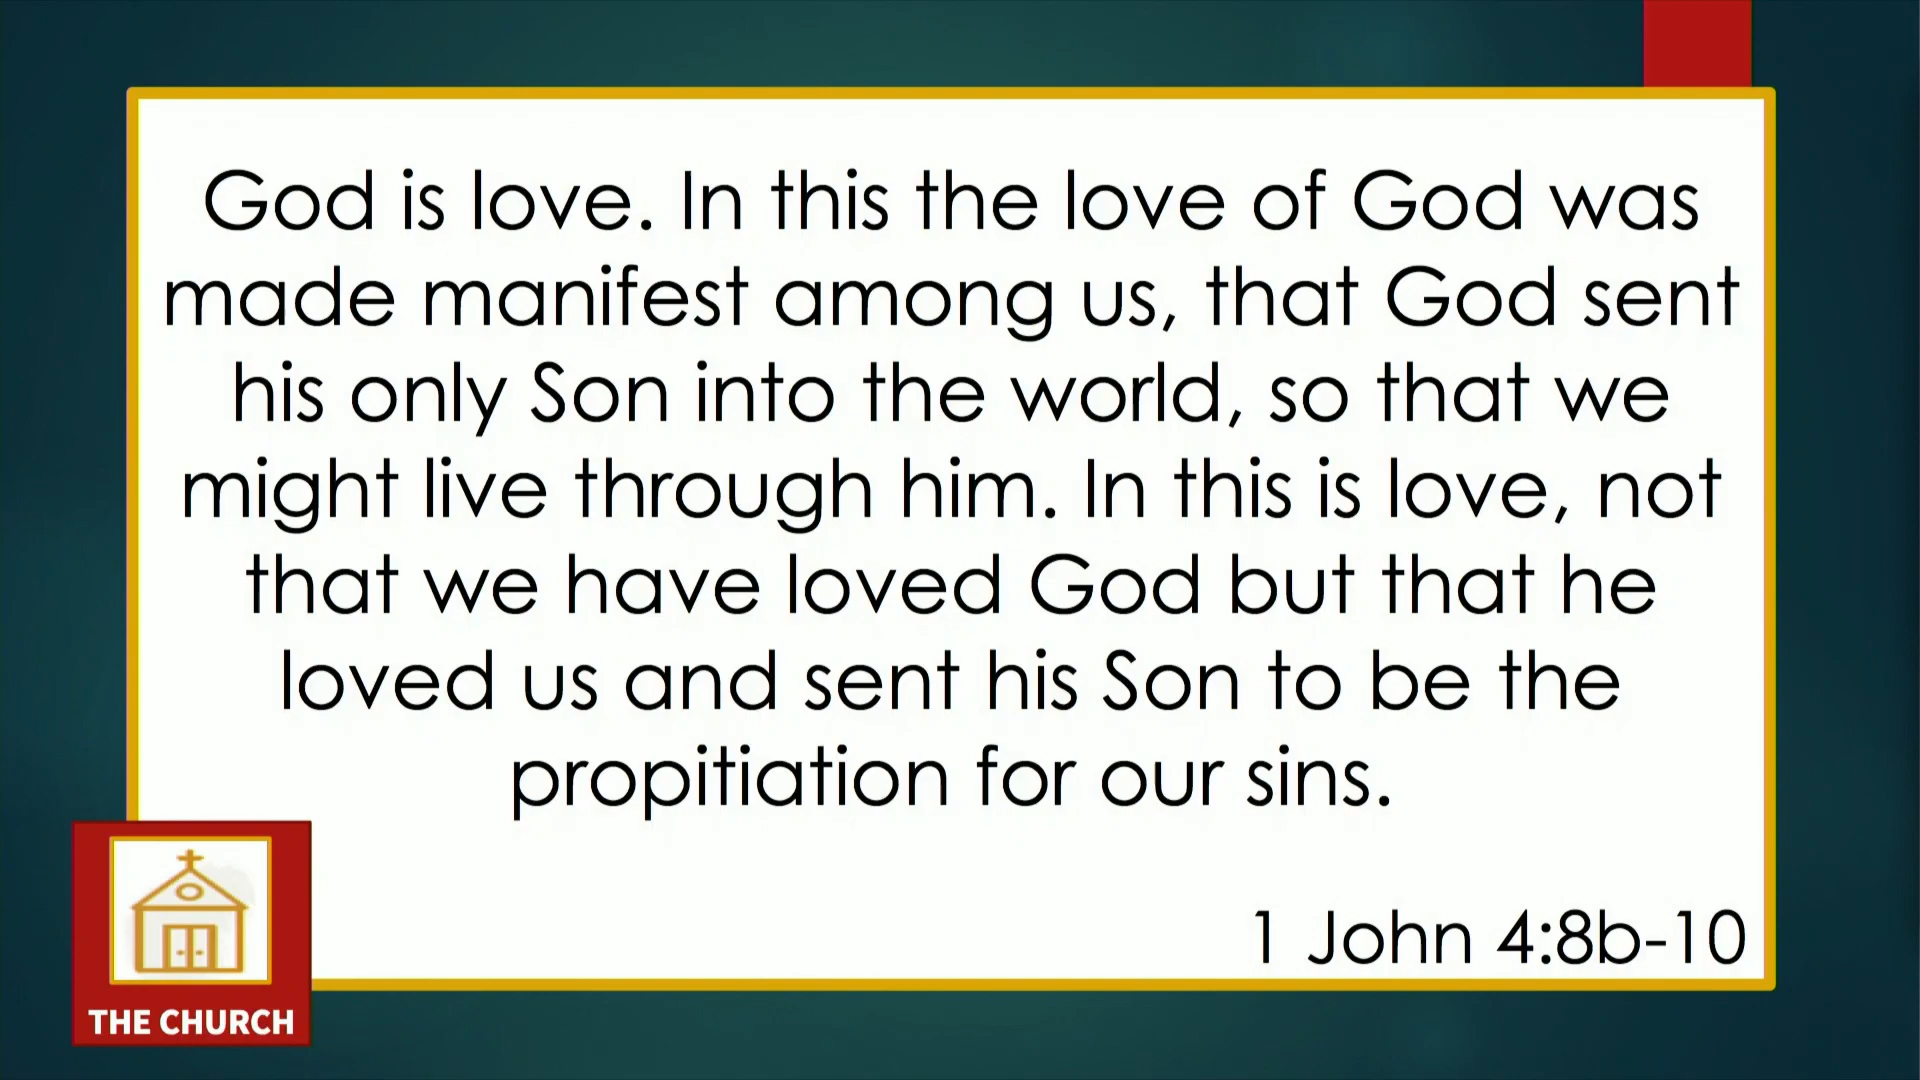 God is love. In this the love of God was
made manifest among us, that God sent
his only Son into the world, so that we
might live through him. In this is love, not
that we have loved God but that he
loved us and sent his Son to be the
propitiation for our sins.
1 John 4:8b-10
THE CHURCH